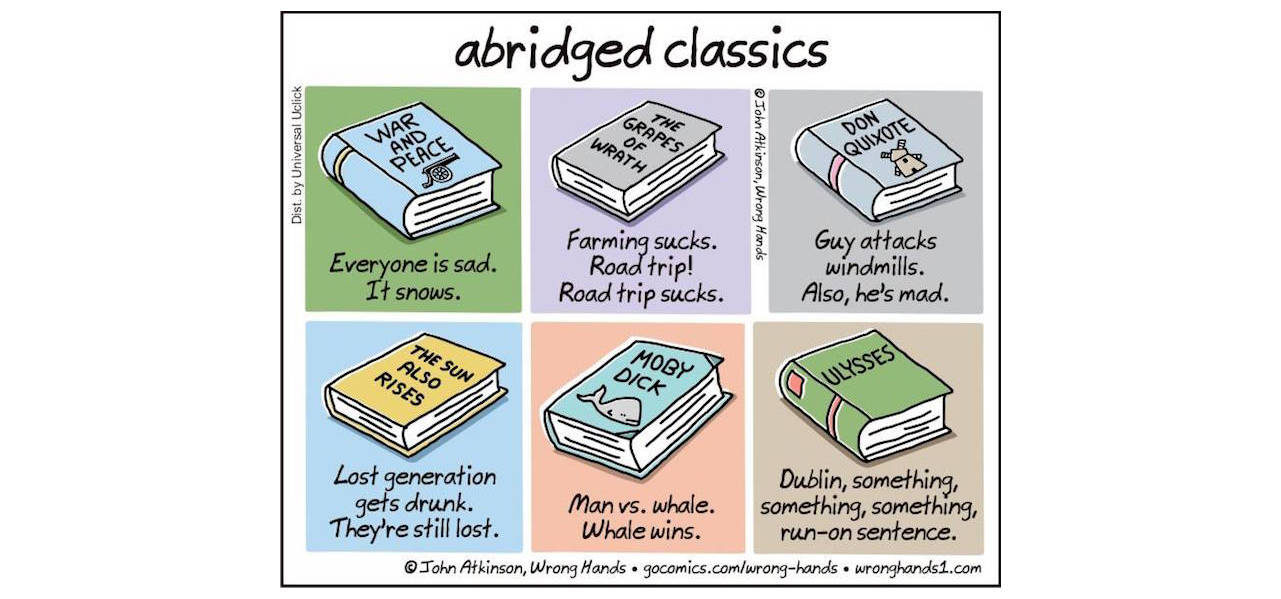 abridged classics
Dist. by Universal Uclick
WAR
AND
PEACE
Everyone is sad.
It snows.
THE
GRAPES
OF
WRATH
Farming sucks.
Road trip!
Road trip sucks.
© John Atkinson, Wrong Hands
DON
QUIXOTE
Guy attacks
windmills.
Also, he's mad.
THE SUN
ALSO
RISES
Lost generation
gets drunk.
They're still lost.
MOBY
DICK
Man vs. whale.
Whale wins.
ULYSSES
Dublin, something,
something, something,
run-on sentence.
© John Atkinson, Wrong Hands • gocomics.com/wrong-hands • wronghands1.com